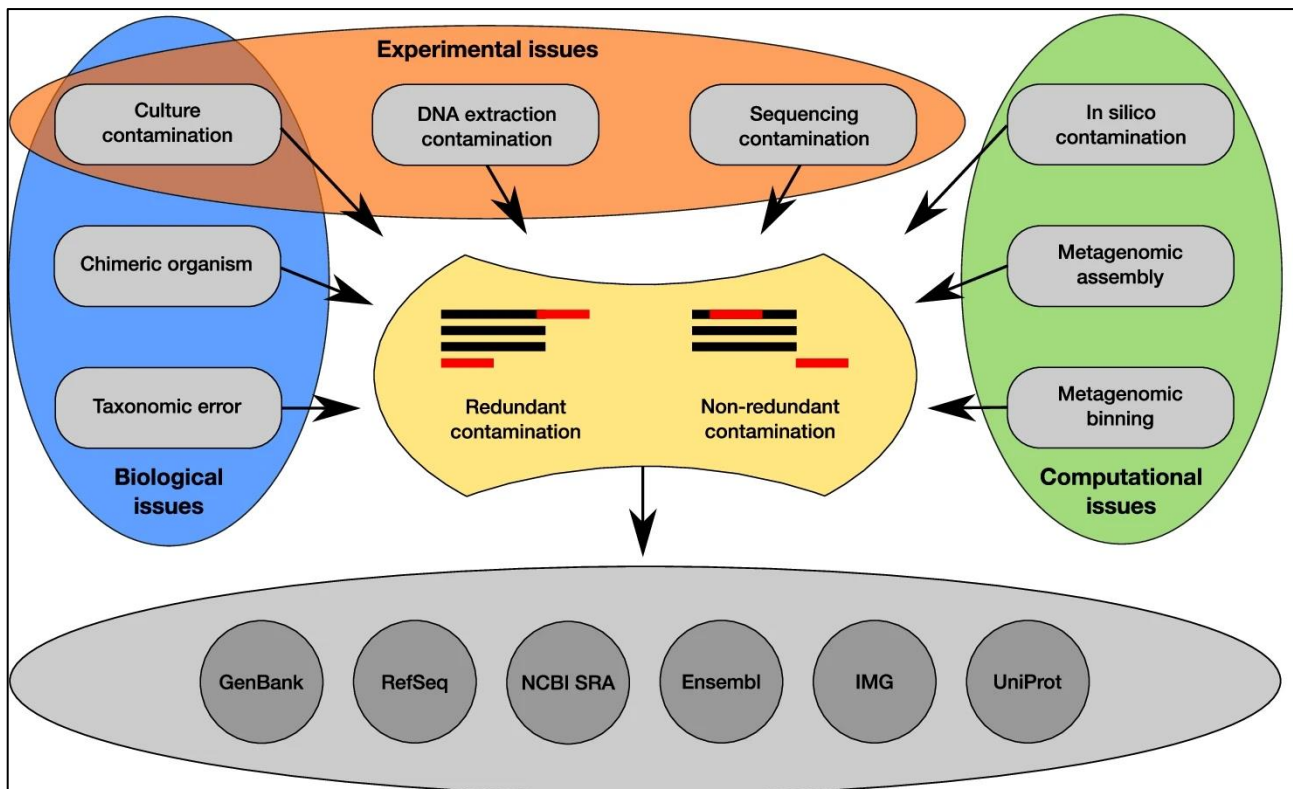 Experimental issues
Culture
contamination
DNA extraction
contamination
Sequencing
contamination
In silico
contamination
Chimeric organism
Metagenomic
assembly
Taxonomic error
Redundant
contamination
Non-redundant
contamination
Metagenomic
binning
Biological
issues
Computational
issues
GenBank
RefSeq
NCBI SRA
Ensembl
IMG
UniProt